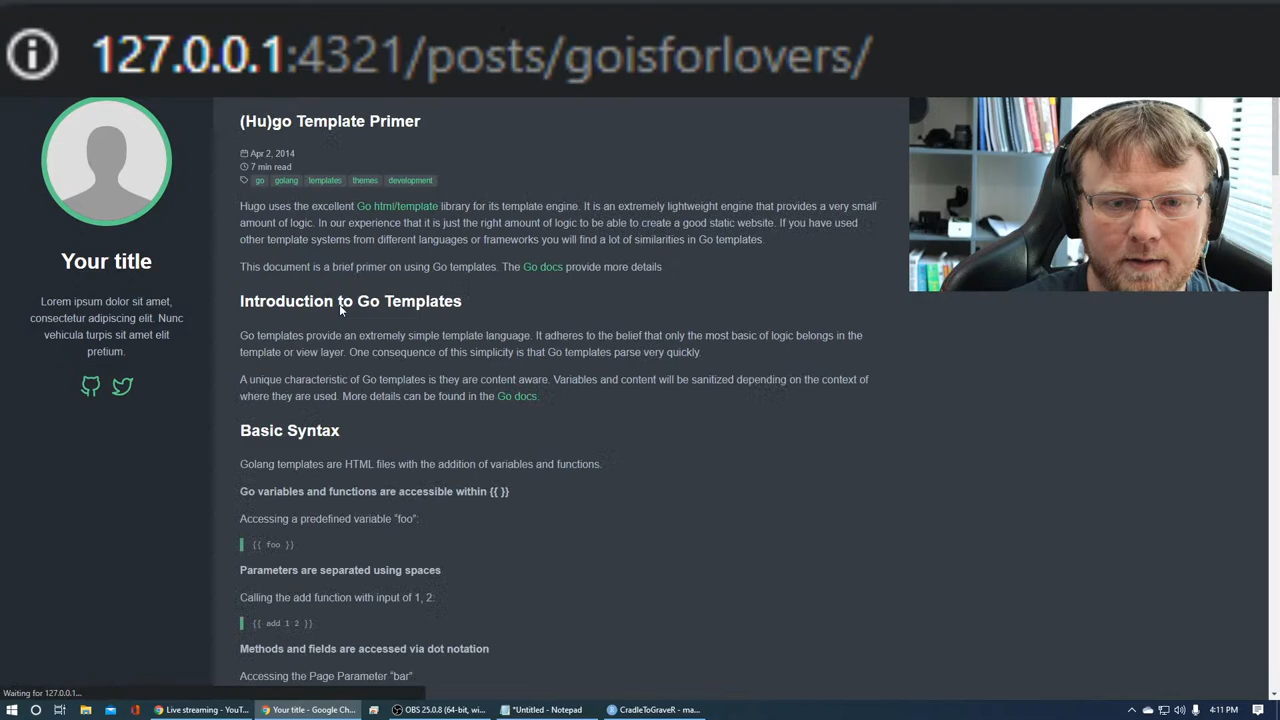 127.0.0.1:4321/posts/goisforlovers/
(Hu)go Template Primer
Apr 2, 2014
7 min read
go golang templates themes development
Hugo uses the excellent Go html/template library for its template engine. It is an extremely lightweight engine that provides a very small
amount of logic. In our experience that it is just the right amount of logic to be able to create a good static website. If you have used
other template systems from different languages or frameworks you will find a lot of similarities in Go templates.
This document is a brief primer on using Go templates. The Go docs provide more details
Your title
Lorem ipsum dolor sit amet,
consectetur adipiscing elit. Nunc
vehicula turpis sit amet elit
pretium.
Introduction to Go Templates
Go templates provide an extremely simple template language. It adheres to the belief that only the most basic of logic belongs in the
template or view layer. One consequence of this simplicity is that Go templates parse very quickly.
A unique characteristic of Go templates is they are content aware. Variables and content will be sanitized depending on the context of
where they are used. More details can be found in the Go docs.
Basic Syntax
Golang templates are HTML files with the addition of variables and functions.
Go variables and functions are accessible within {{ }}
Accessing a predefined variable "foo":
{{ foo }}
Parameters are separated using spaces
Calling the add function with input of 1, 2:
{{ add 1 2 }}
Methods and fields are accessed via dot notation
Accessing the Page Parameter "bar"
Waiting for 127.0.0.1...
Live streaming - YouT...
Your title - Google Ch...
OBS 25.0.8 (64-bit, wi...
*Untitled - Notepad
CradleToGraveR - ma...
4:11 PM